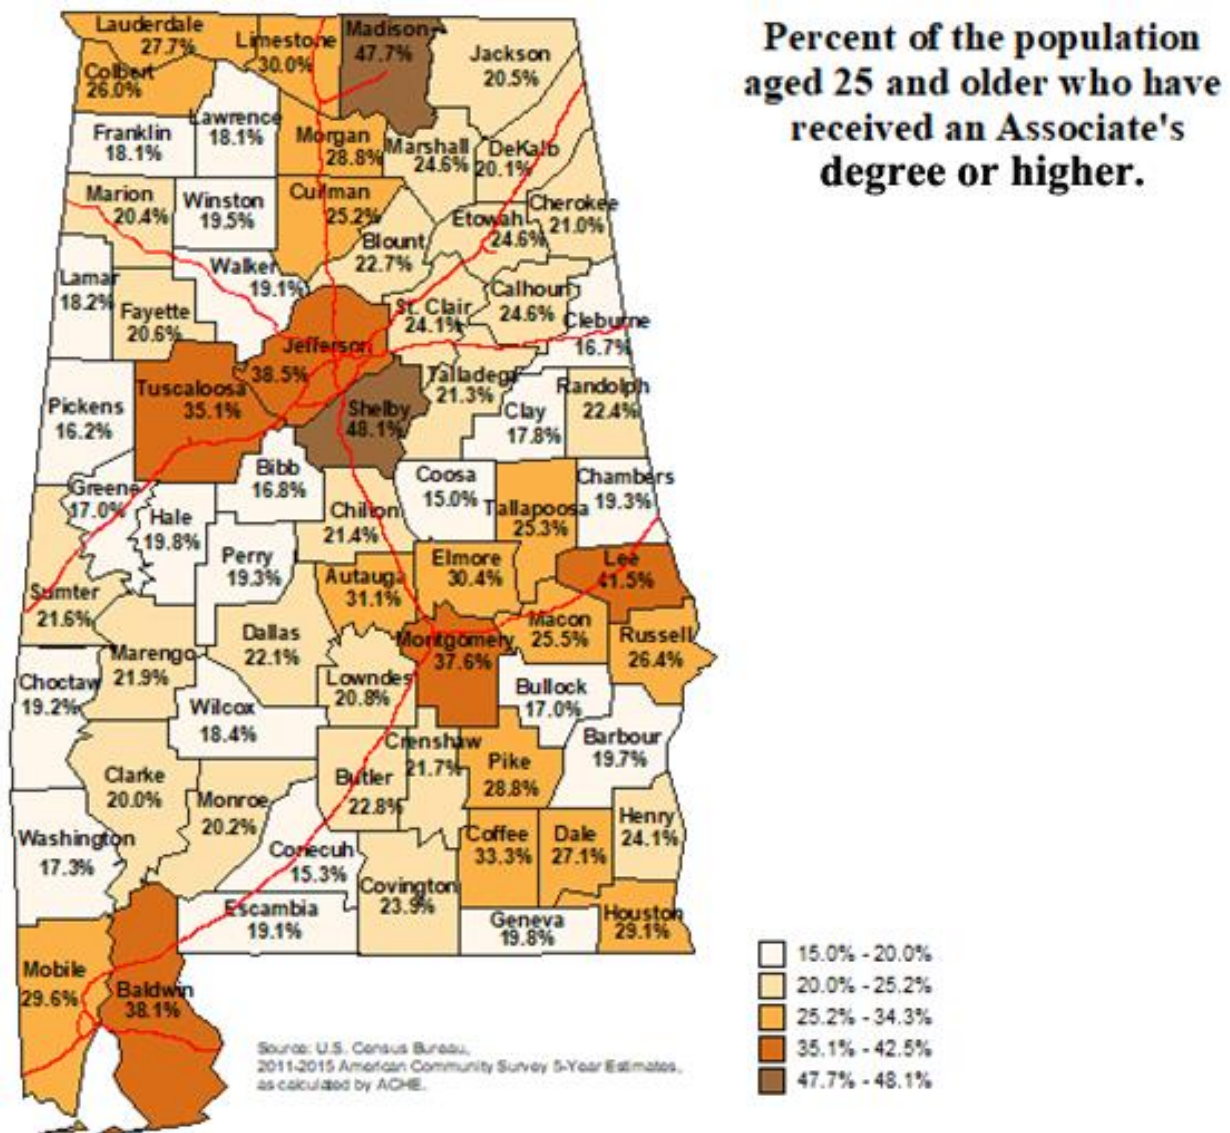 Percent of the population
aged 25 and older who have
received an Associate's
degree or higher.
Lauderdale
27.7%
Limestone
30.0%
Madison
47.7%
Jackson
20.5%
Colbert
26.0%
Lawrence
18.1%
Franklin
18.1%
Morgan
28.8%
Marshall
24.6%
DeKalb
20.1%
Marion
20.4%
Winston
19.5%
Cullman
25.2%
Cherokee
21.0%
Etowah
24.6%
Blount
22.7%
Walker
19.1%
Lamar
18.2%
Fayette
20.6%
St. Clair
24.1%
Calhoun
24.6%
Cleburne
16.7%
Jefferson
38.5%
Tuscaloosa
35.1%
Talladega
21.3%
Randolph
22.4%
Pickens
16.2%
Shelby
48.1%
Clay
17.8%
Bibb
16.8%
Coosa
15.0%
Chambers
19.3%
Greene
17.0%
Hale
19.8%
Chilton
21.4%
Tallapoosa
25.3%
Perry
19.3%
Elmore
30.4%
Lee
41.5%
Autauga
31.1%
Sumter
21.6%
Macon
25.5%
Russell
26.4%
Dallas
22.1%
Montgomery
37.6%
Marengo
21.9%
Lowndes
20.8%
Bullock
17.0%
Choctaw
19.2%
Wilcox
18.4%
Barbour
19.7%
Crenshaw
21.7%
Pike
28.8%
Clarke
20.0%
Butler
22.8%
Monroe
20.2%
Henry
24.1%
Washington
17.3%
Coffee
33.3%
Dale
27.1%
Conecuh
15.3%
Covington
23.9%
Escambia
19.1%
Geneva
19.8%
Houston
29.1%
Mobile
29.6%
Baldwin
38.1%
15.0% - 20.0%
20.0% - 25.2%
25.2% - 34.3%
35.1% - 42.5%
47.7% - 48.1%
Source: U.S. Census Bureau,
2011-2015 American Community Survey 5-Year Estimates,
as calculated by ACHE.